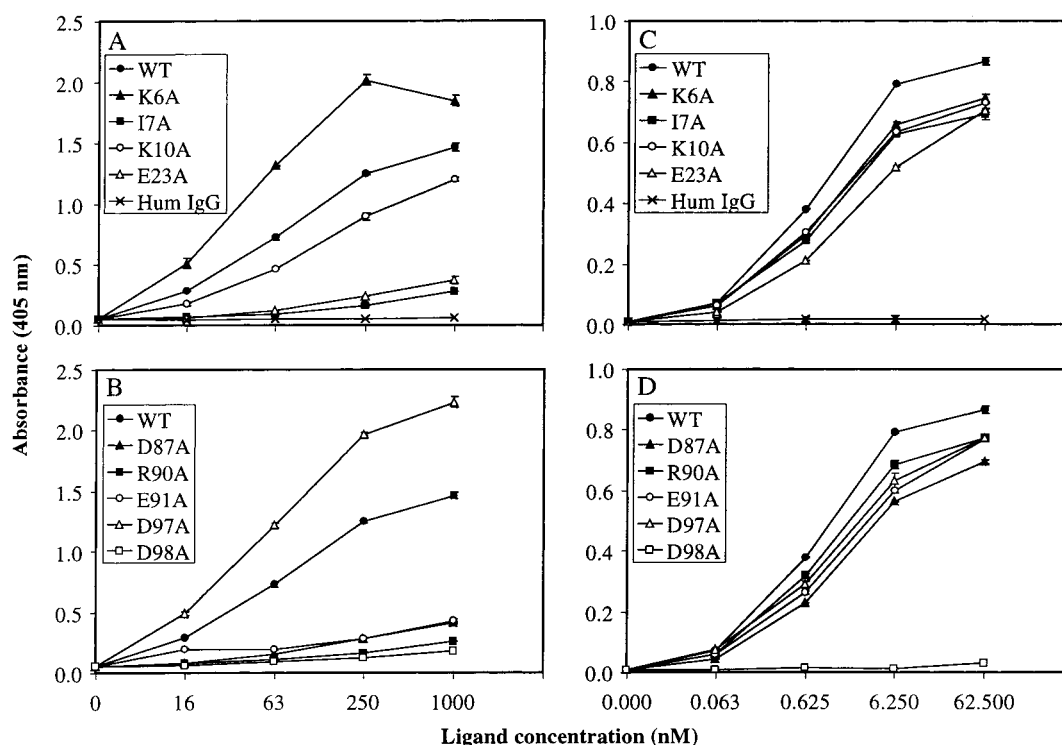 A
2.5
2.0
1.5
1.0
0.5
0.0
WT
K6A
I7A
K10A
E23A
Hum IgG
C
1.0
0.8
0.6
0.4
0.2
0.0
WT
K6A
I7A
K10A
E23A
Hum IgG
Absorbance (405 nm)
B
2.5
2.0
1.5
1.0
0.5
0.0
WT
D87A
R90A
E91A
D97A
D98A
0 16 63 250 1000
D
1.0
0.8
0.6
0.4
0.2
0.0
WT
D87A
R90A
E91A
D97A
D98A
0.000 0.063 0.625 6.250 62.500
Ligand concentration (nM)